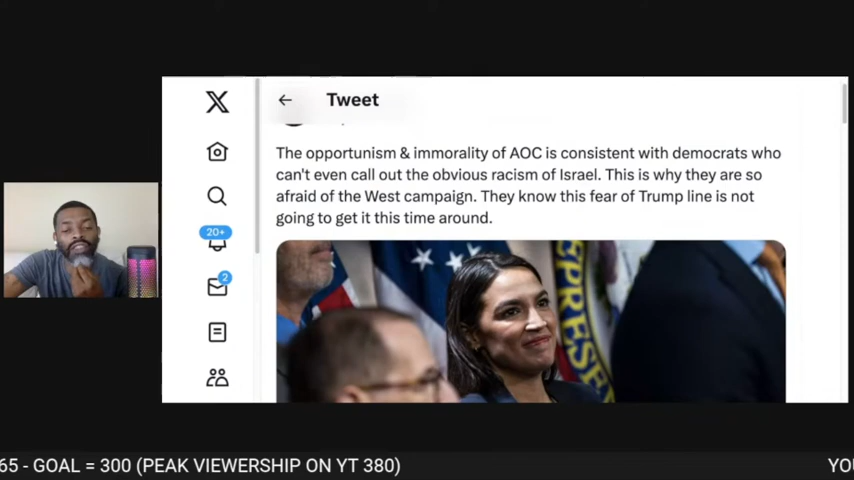 Tweet
The opportunism & immorality of AOC is consistent with democrats who
can't even call out the obvious racism of Israel. This is why they are so
afraid of the West campaign. They know this fear of Trump line is not
going to get it this time around.
20+
2
65 - GOAL = 300 (PEAK VIEWERSHIP ON YT 380)
YOU